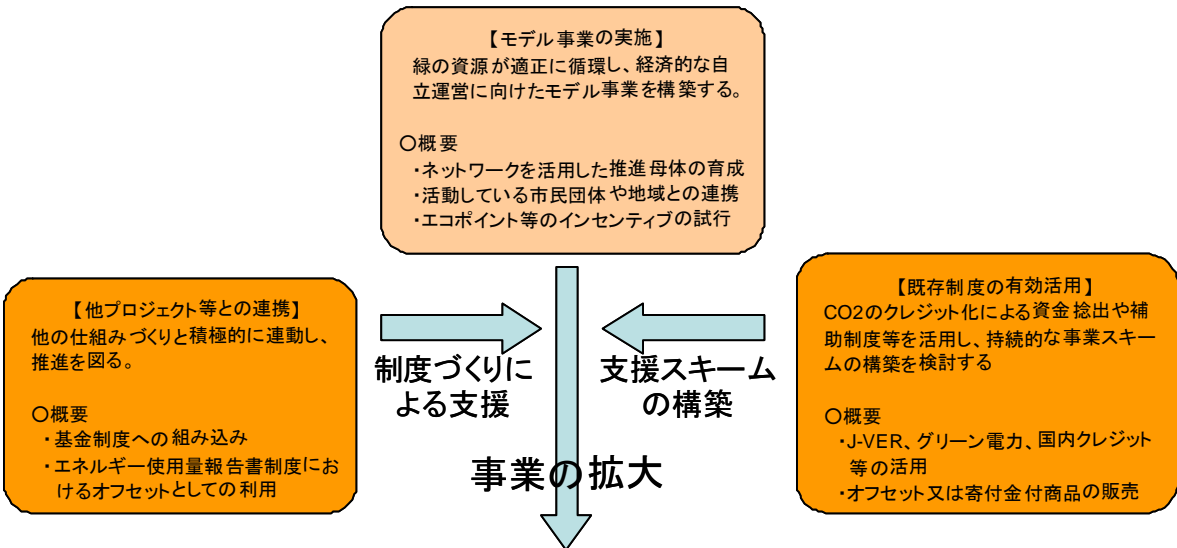 【モデル事業の実施】
緑の資源が適正に循環し、経済的な自
立運営に向けたモデル事業を構築する。
○概要
・ネットワークを活用した推進母体の育成
・活動している市民団体や地域との連携
・エコポイント等のインセンティブの試行
【他プロジェクト等との連携】
他の仕組みづくりと積極的に連動し、
推進を図る。
○概要
・基金制度への組み込み
・エネルギー使用量報告書制度にお
けるオフセットとしての利用
制度づくりに
よる支援
支援スキーム
の構築
【既存制度の有効活用】
CO2のクレジット化による資金捻出や補
助制度等を活用し、持続的な事業スキー
ムの構築を検討する
○概要
・J-VER、グリーン電力、国内クレジット
等の活用
・オフセット又は寄付金付商品の販売
事業の拡大